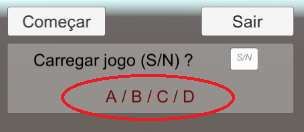 Começar Sair
Carregar jogo (S/N) ? S/N
A / B / C / D